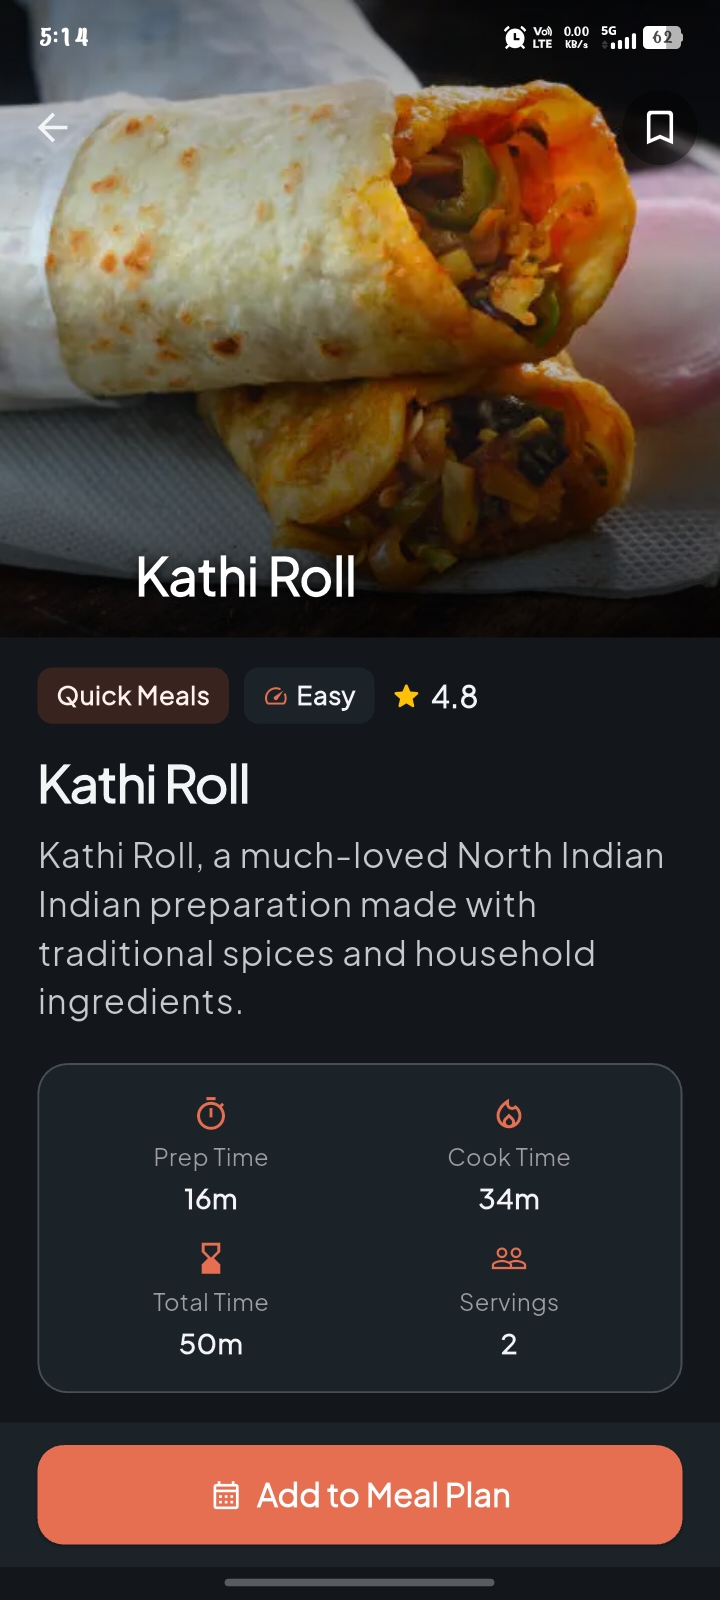 5:14
Vo) 0.00 5G 62
LTE KB/s
Kathi Roll
Quick Meals Easy 4.8
Kathi Roll
Kathi Roll, a much-loved North Indian
Indian preparation made with
traditional spices and household
ingredients.
Prep Time Cook Time
16m 34m
Total Time Servings
50m 2
Add to Meal Plan